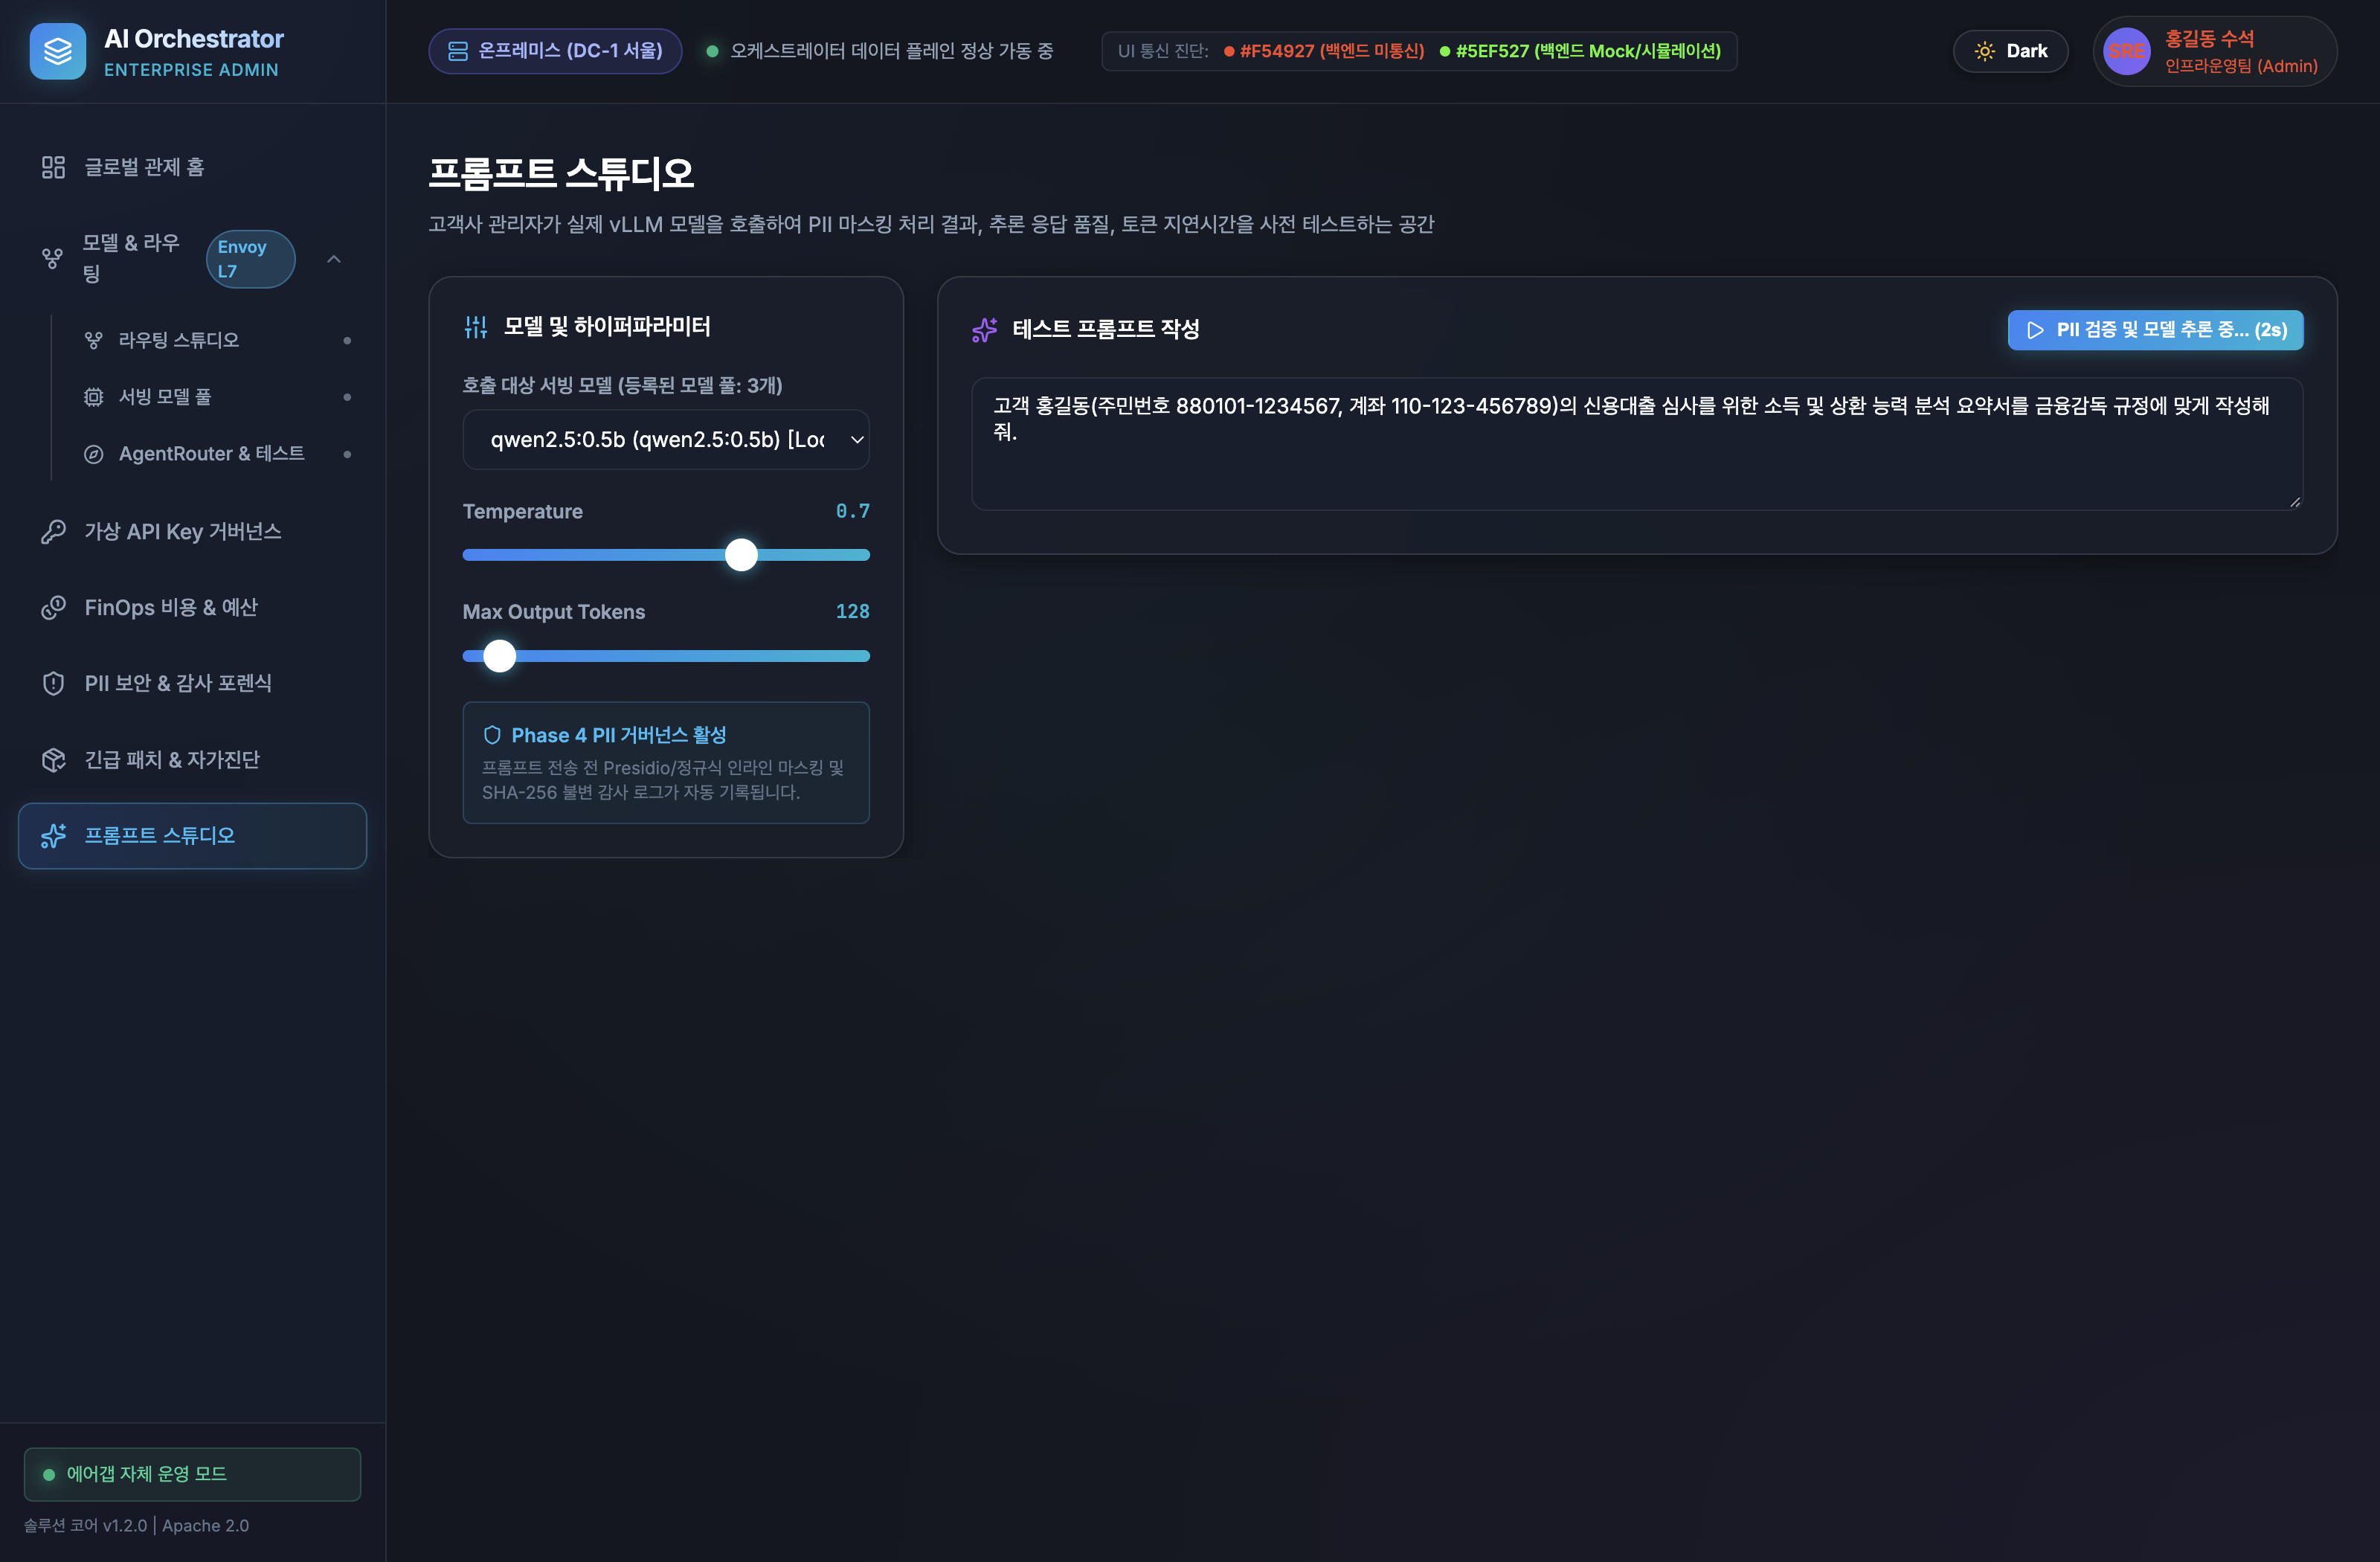 AI Orchestrator
ENTERPRISE ADMIN
온프레미스 (DC-1 서울)
오케스트레이터 데이터 플레인 정상 가동 중
UI 통신 진단: #F54927 (백엔드 미통신) #5EF527 (백엔드 Mock/시뮬레이션)
Dark
SRE
홍길동 수석
인프라운영팀 (Admin)
글로벌 관제 홈
모델 & 라우
팅
Envoy
L7
라우팅 스튜디오
서빙 모델 풀
AgentRouter & 테스트
가상 API Key 거버넌스
FinOps 비용 & 예산
PII 보안 & 감사 포렌식
긴급 패치 & 자가진단
프롬프트 스튜디오
에어갭 자체 운영 모드
솔루션 코어 v1.2.0 | Apache 2.0
프롬프트 스튜디오
고객사 관리자가 실제 vLLM 모델을 호출하여 PII 마스킹 처리 결과, 추론 응답 품질, 토큰 지연시간을 사전 테스트하는 공간
모델 및 하이퍼파라미터
호출 대상 서빙 모델 (등록된 모델 풀: 3개)
qwen2.5:0.5b (qwen2.5:0.5b) [Loc
Temperature 0.7
Max Output Tokens 128
Phase 4 PII 거버넌스 활성
프롬프트 전송 전 Presidio/정규식 인라인 마스킹 및
SHA-256 불변 감사 로그가 자동 기록됩니다.
테스트 프롬프트 작성
PII 검증 및 모델 추론 중... (2s)
고객 홍길동(주민번호 880101-1234567, 계좌 110-123-456789)의 신용대출 심사를 위한 소득 및 상환 능력 분석 요약서를 금융감독 규정에 맞게 작성해
줘.